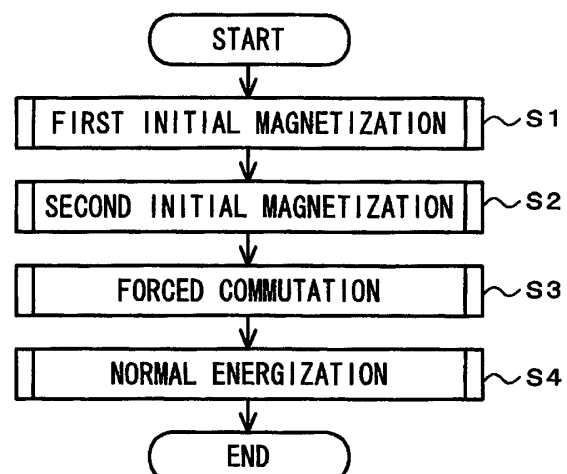 START
FIRST INITIAL MAGNETIZATION S1
SECOND INITIAL MAGNETIZATION S2
FORCED COMMUTATION S3
NORMAL ENERGIZATION S4
END